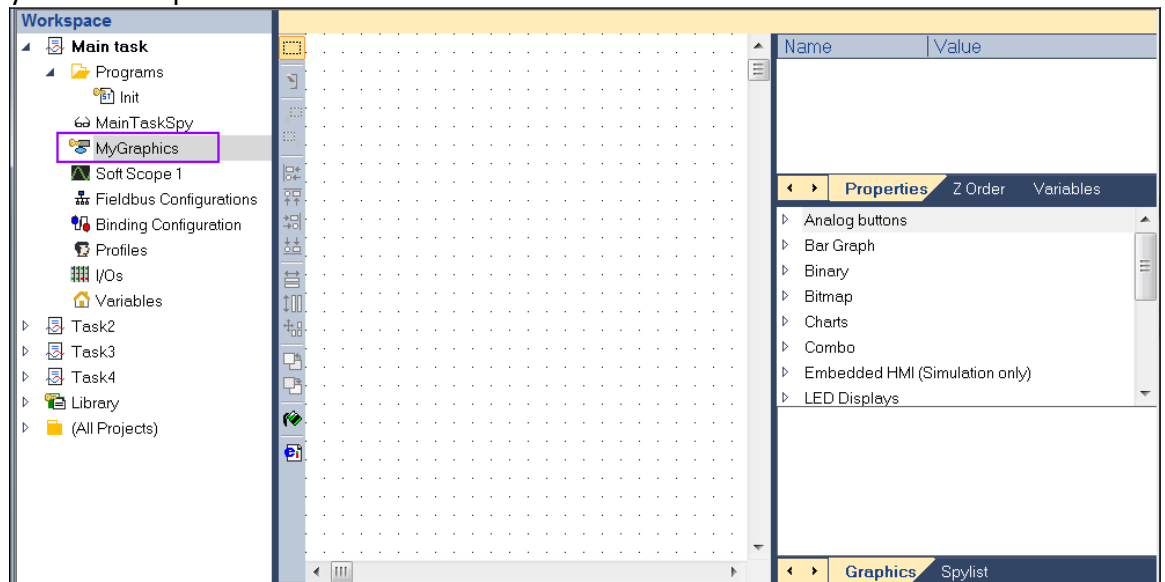 Workspace
Main task
Programs
Init
MainTaskSpy
MyGraphics
Soft Scope 1
Fieldbus Configurations
Binding Configuration
Profiles
I/Os
Variables
Task2
Task3
Task4
Library
(All Projects)
Name Value
Properties Z Order Variables
Analog buttons
Bar Graph
Binary
Bitmap
Charts
Combo
Embedded HMI (Simulation only)
LED Displays
Graphics Spylist